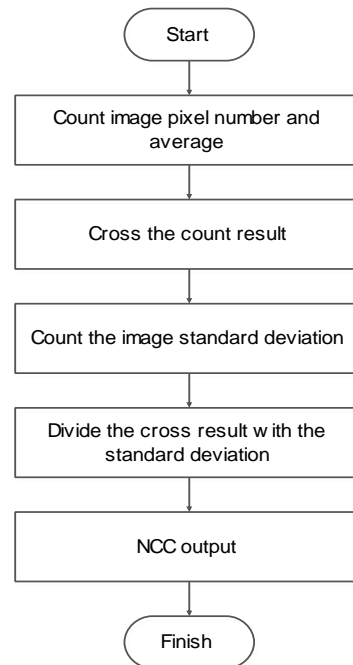 Start
Count image pixel number and
average
Cross the count result
Count the image standard deviation
Divide the cross result with the
standard deviation
NCC output
Finish